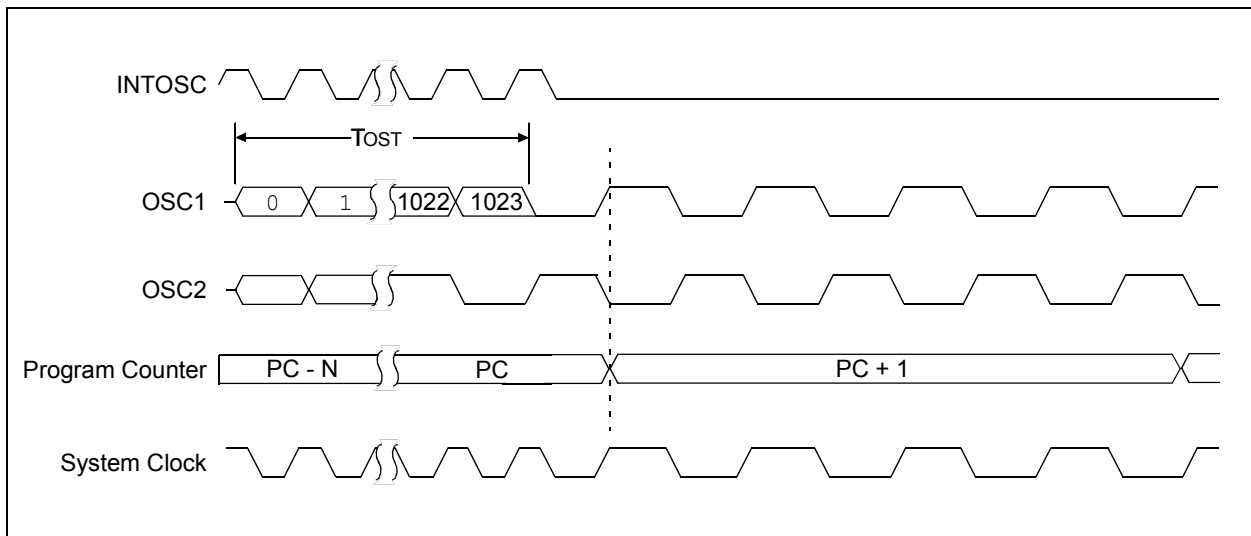 INTOSC
TOST
OSC1
0 1 1022 1023
OSC2
Program Counter
PC - N PC PC + 1
System Clock